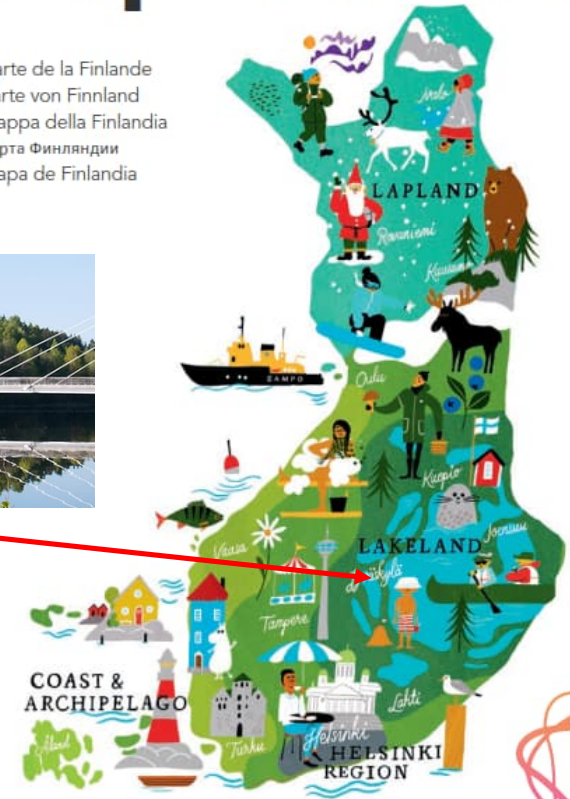 arte de la Finlande
arte von Finnland
appa della Finlandia
рта Финляндии
apa de Finlandia
Inari
LAPLAND
Rovaniemi
SAMPO
Oulu
Kuopio
Vaasa
LAKELAND
Joensuu
Tampere
COAST &
ARCHIPELAGO
Lahti
Åland
Turku
Helsinki
HELSINKI
REGION